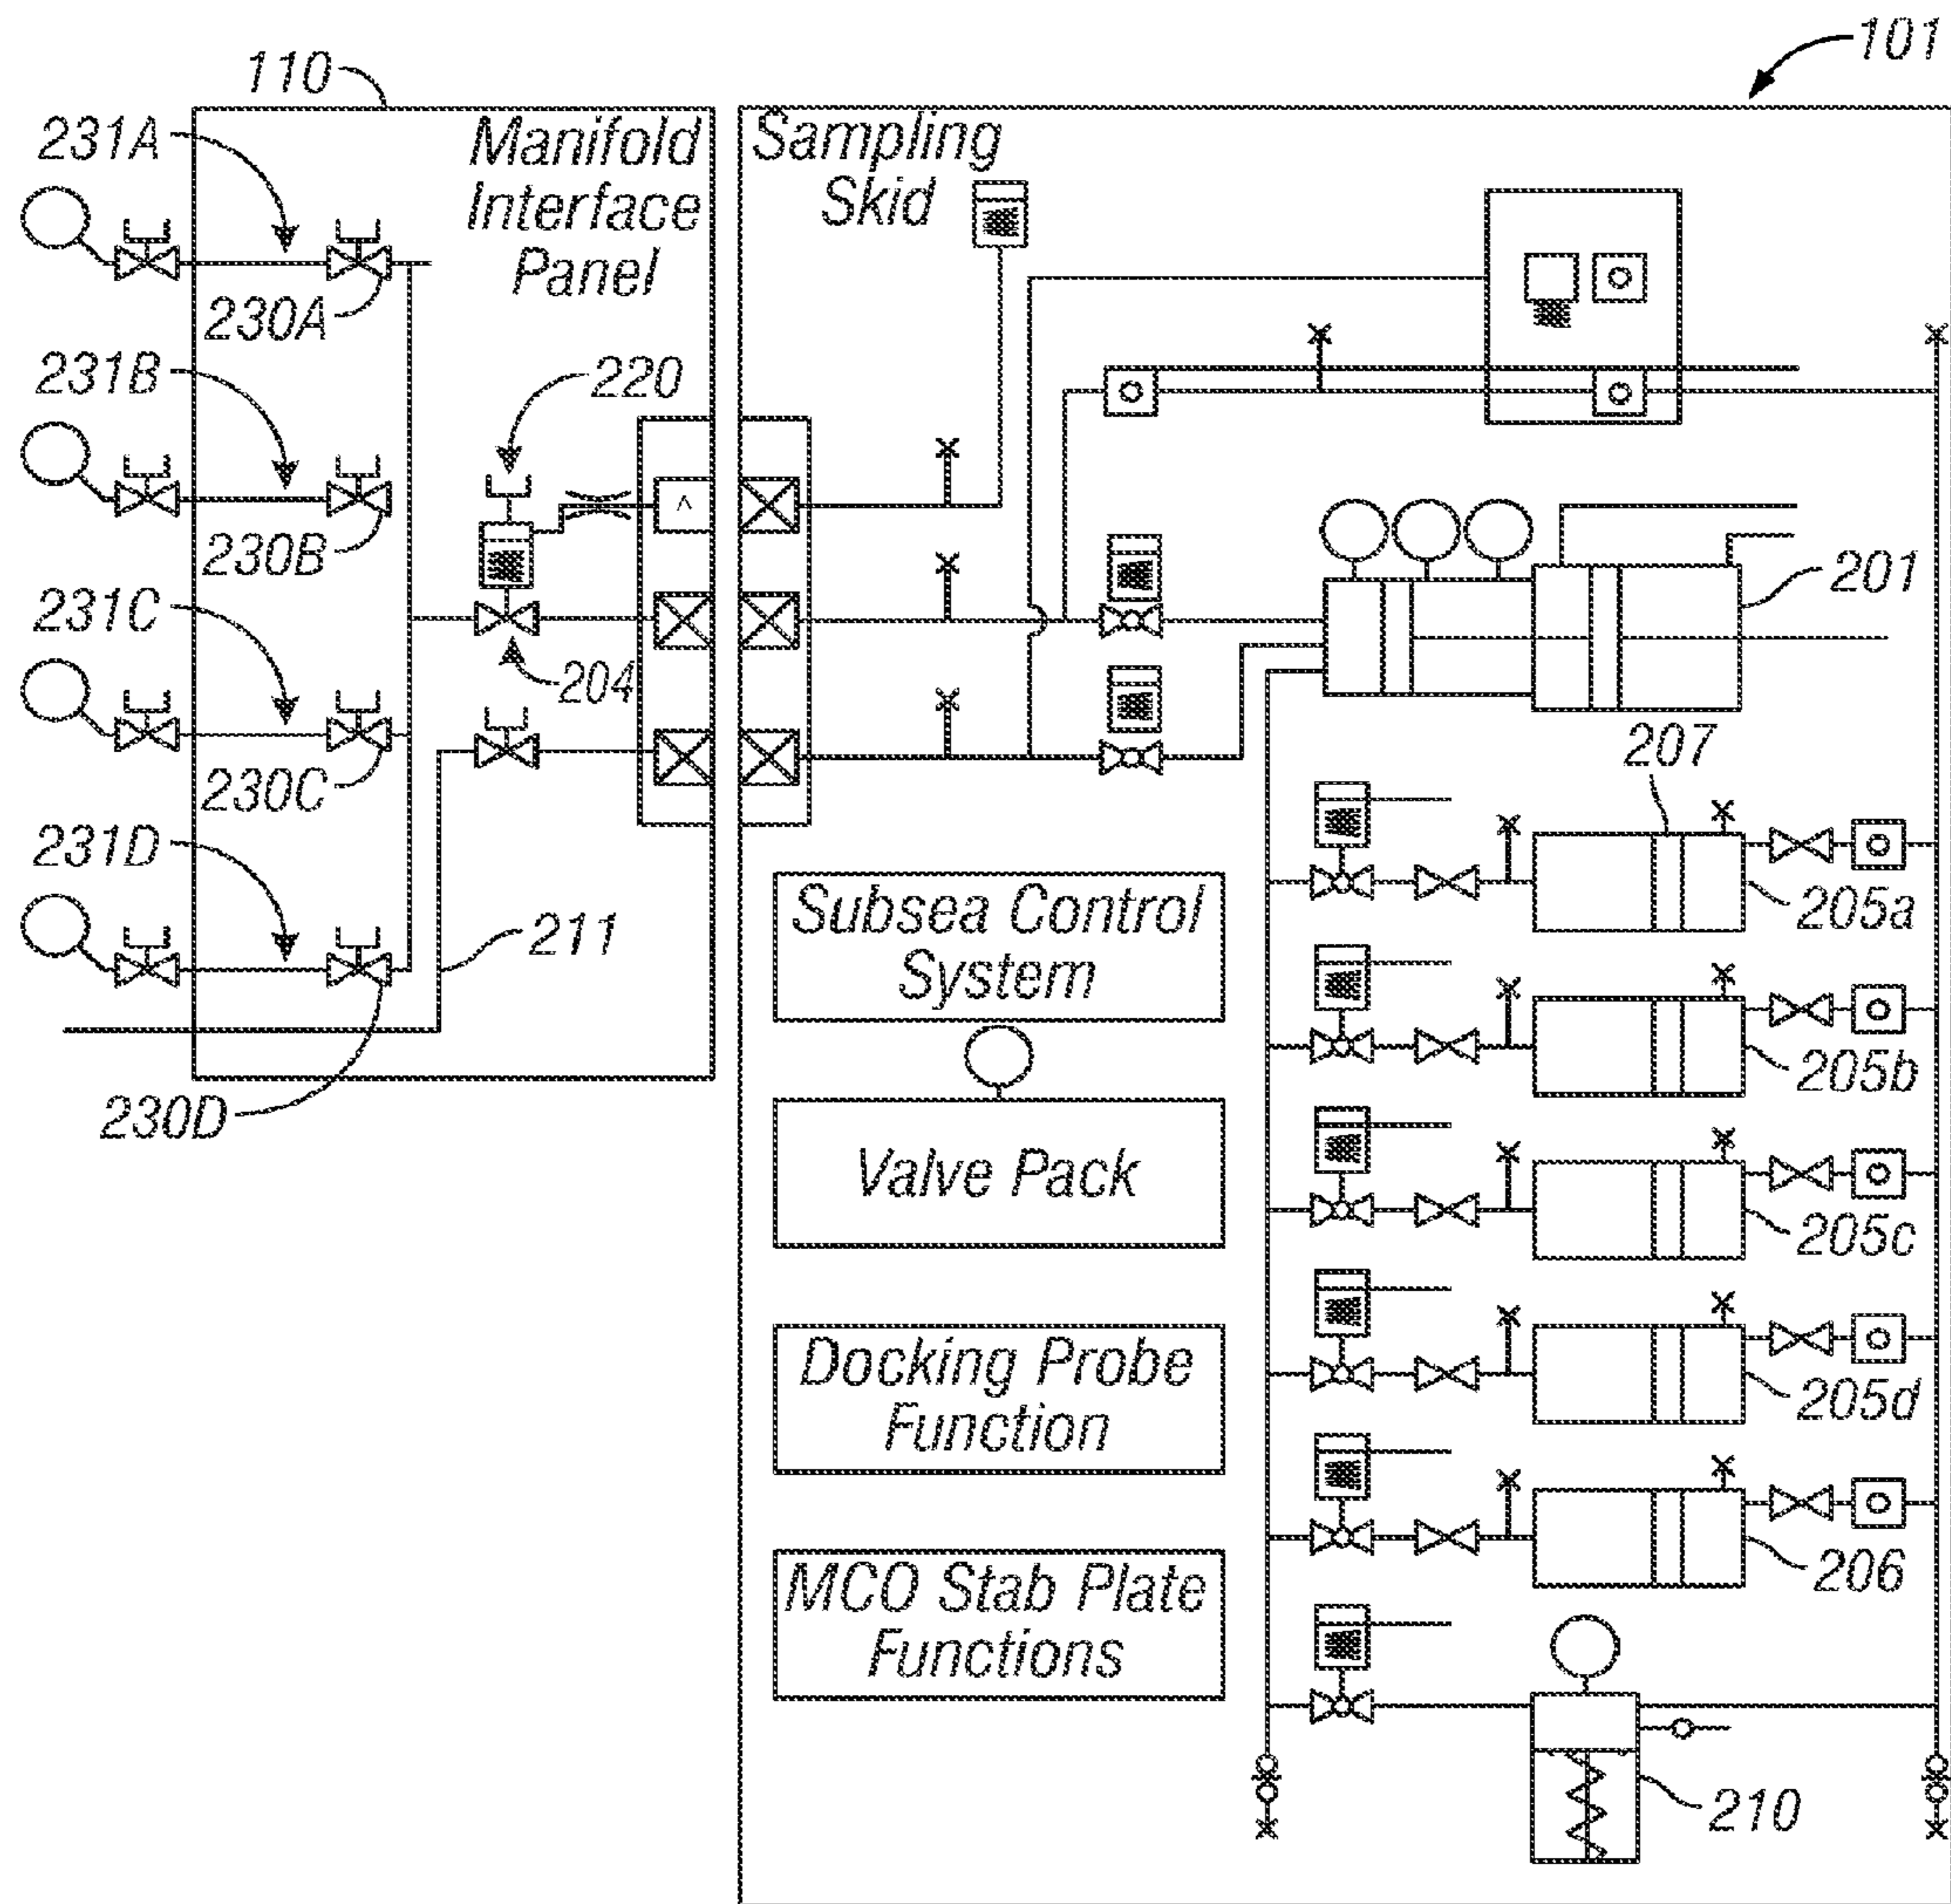 101
110
231A
Manifold
Interface
Panel
Sampling
Skid
230A
231B
220
230B
201
231C
204
207
230C
231D
205a
Subsea Control
System
211
205b
230D
Valve Pack
205c
Docking Probe
Function
205d
MCO Stab Plate
Functions
206
210